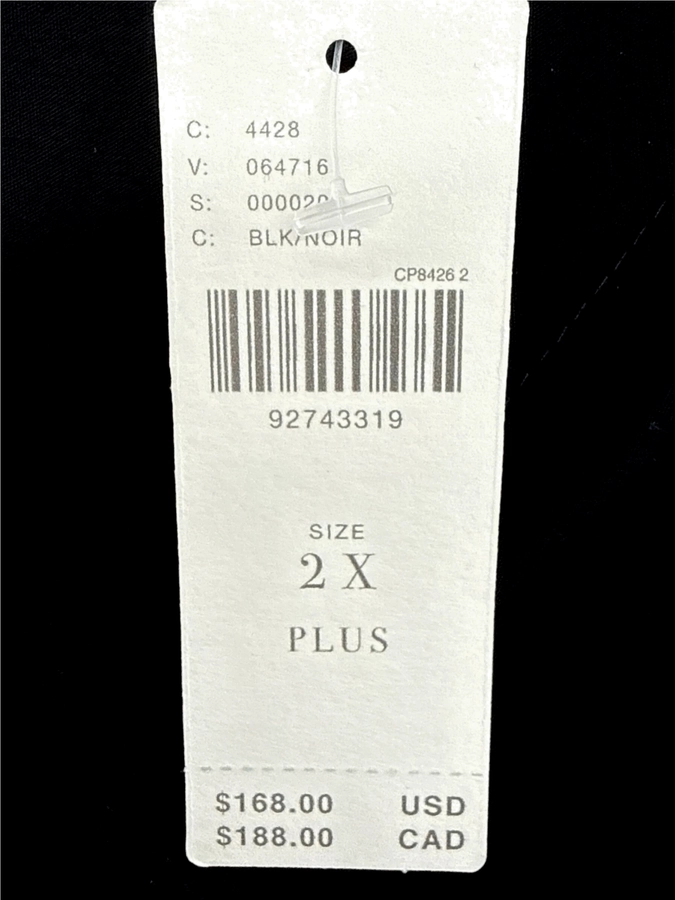 C: 4428
V: 064716
S:
C: BLK/NOIR
CP8426 2
92743319
SIZE
2 X
PLUS
$168.00 USD
$188.00 CAD